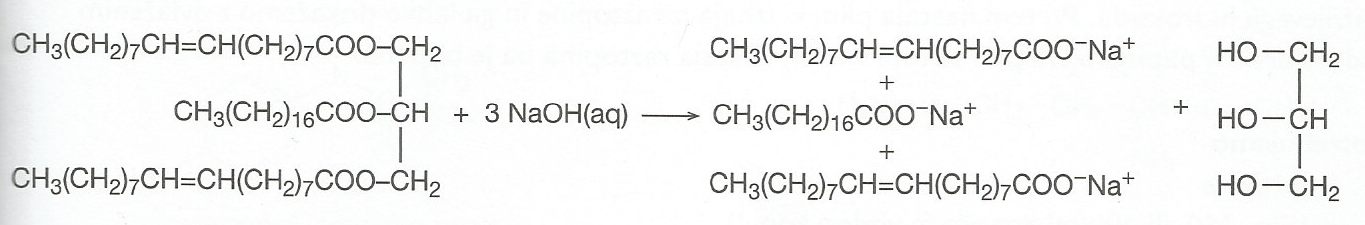 CH₃(CH₂)₇CH=CH(CH₂)₇COO–CH₂ CH₃(CH₂)₇CH=CH(CH₂)₇COO⁻Na⁺ HO—CH₂
+
CH₃(CH₂)₁₆COO–CH + 3 NaOH(aq) ⟶ CH₃(CH₂)₁₆COO⁻Na⁺ + HO—CH
+
CH₃(CH₂)₇CH=CH(CH₂)₇COO–CH₂ CH₃(CH₂)₇CH=CH(CH₂)₇COO⁻Na⁺ HO—CH₂